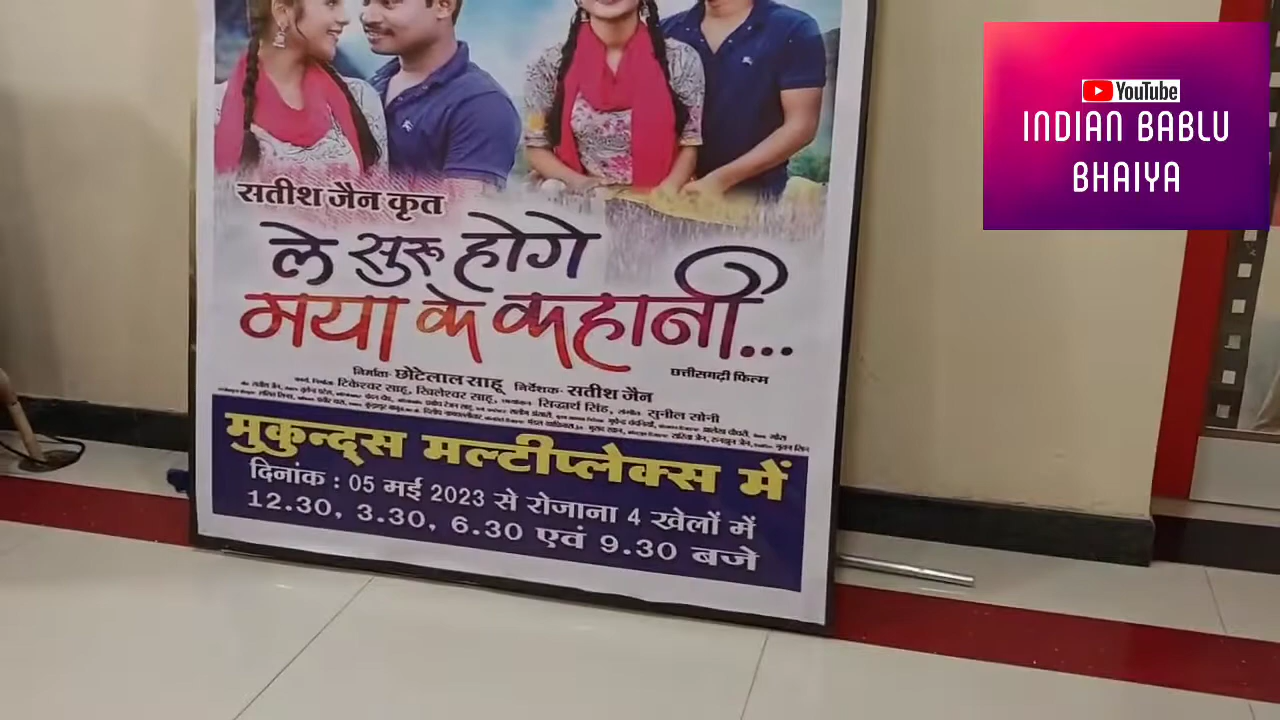 YouTube
INDIAN BABLU
BHAIYA
सतीश जैन कृत
ले सुरू होगे
मया के कहानी...
छत्तीसगढ़ी फिल्म
निर्माता- छोटेलाल साहू निर्देशक- सतीश जैन
टिकेश्वर साहू, खिलेश्वर साहू, सिद्धार्थ सिंह, संगीत सुनील सोनी
मुकुन्द्स मल्टीप्लेक्स में
दिनांक : 05 मई 2023 से रोजाना 4 खेलों में
12.30, 3.30, 6.30 एवं 9.30 बजे